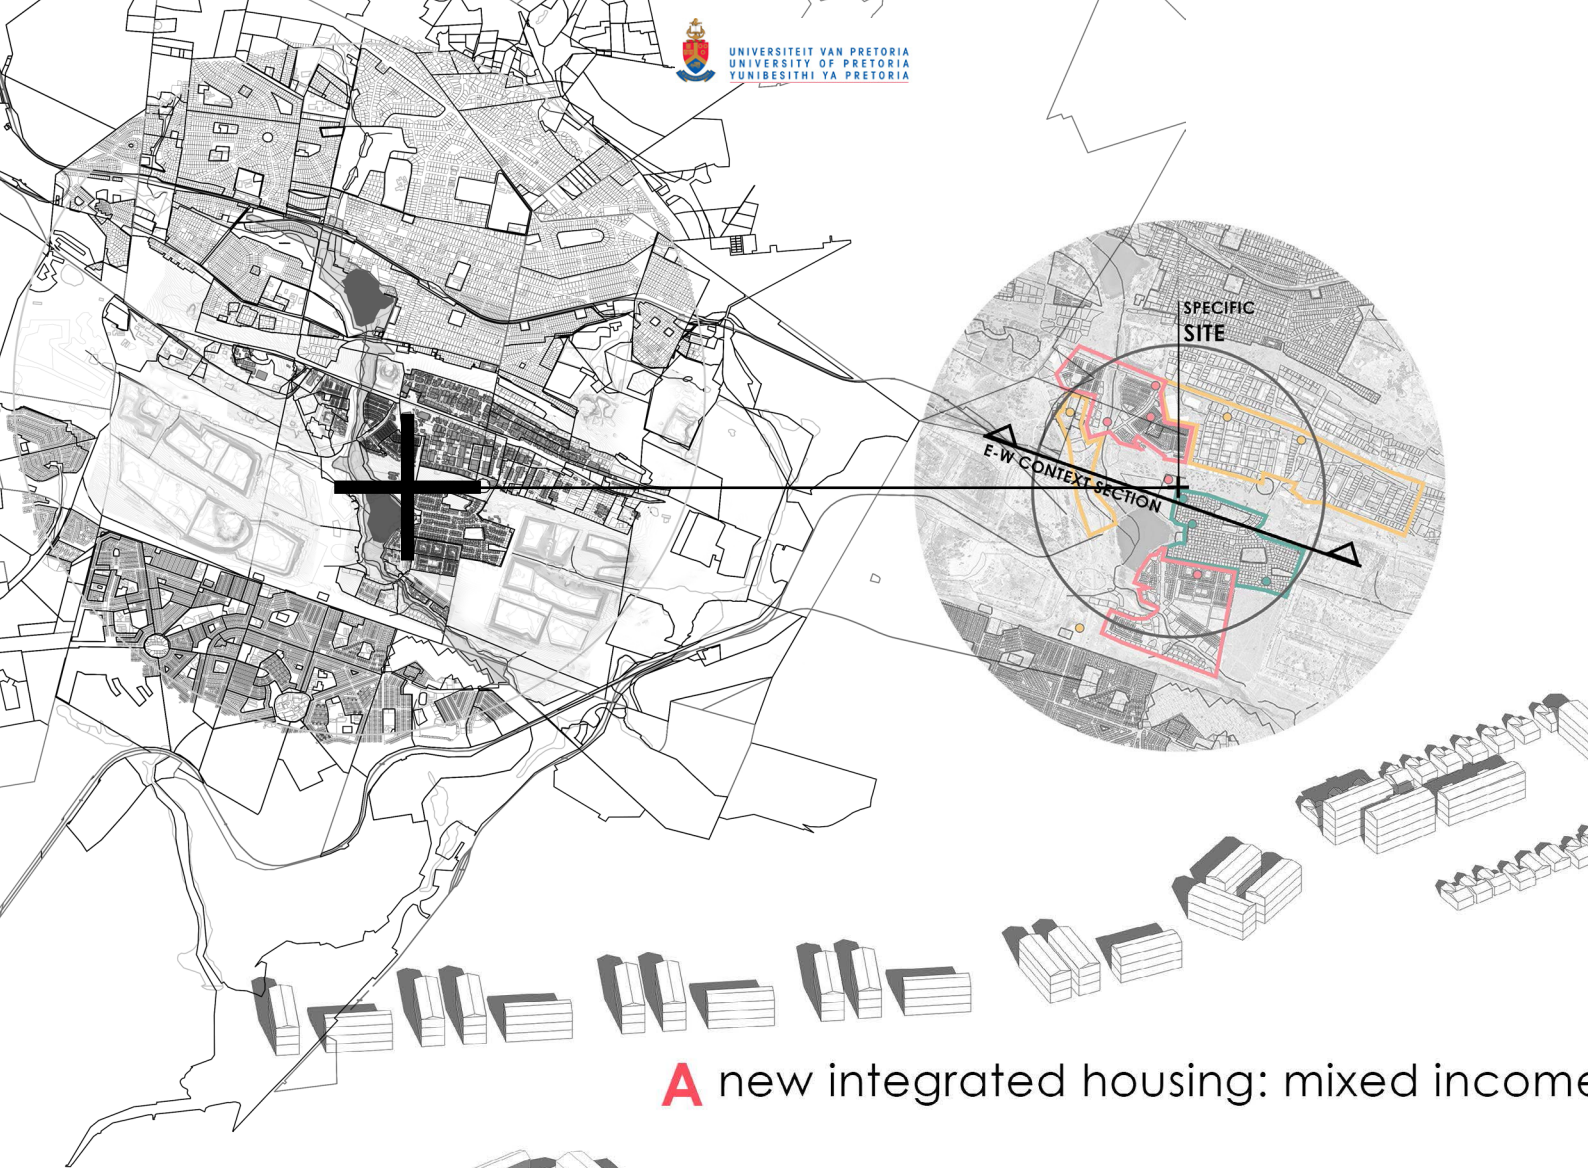 UNIVERSITEIT VAN PRETORIA
UNIVERSITY OF PRETORIA
YUNIBESITHI YA PRETORIA
SPECIFIC
SITE
E-W CONTEXT SECTION
A new integrated housing: mixed income